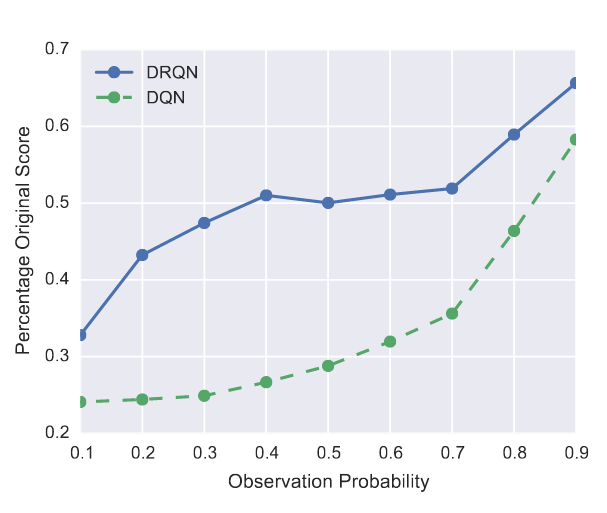 DRQN
DQN
Percentage Original Score
0.7
0.6
0.5
0.4
0.3
0.2
0.1 0.2 0.3 0.4 0.5 0.6 0.7 0.8 0.9
Observation Probability